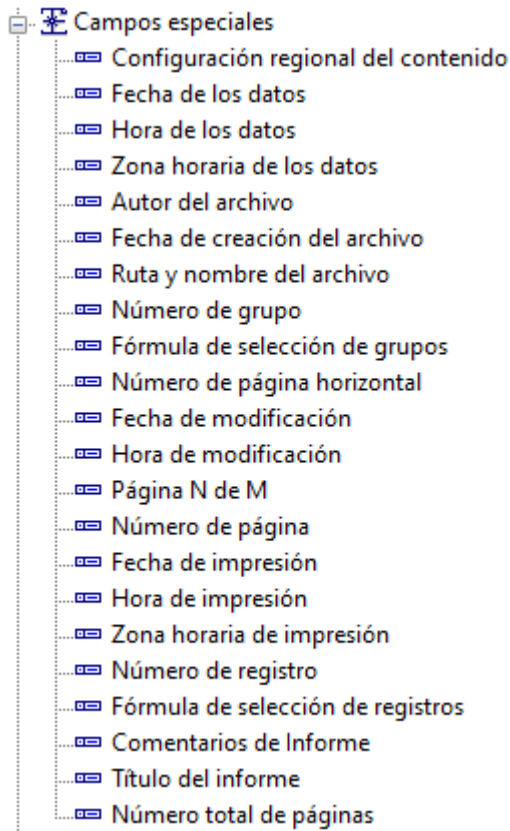 Campos especiales
Configuración regional del contenido
Fecha de los datos
Hora de los datos
Zona horaria de los datos
Autor del archivo
Fecha de creación del archivo
Ruta y nombre del archivo
Número de grupo
Fórmula de selección de grupos
Número de página horizontal
Fecha de modificación
Hora de modificación
Página N de M
Número de página
Fecha de impresión
Hora de impresión
Zona horaria de impresión
Número de registro
Fórmula de selección de registros
Comentarios de Informe
Título del informe
Número total de páginas